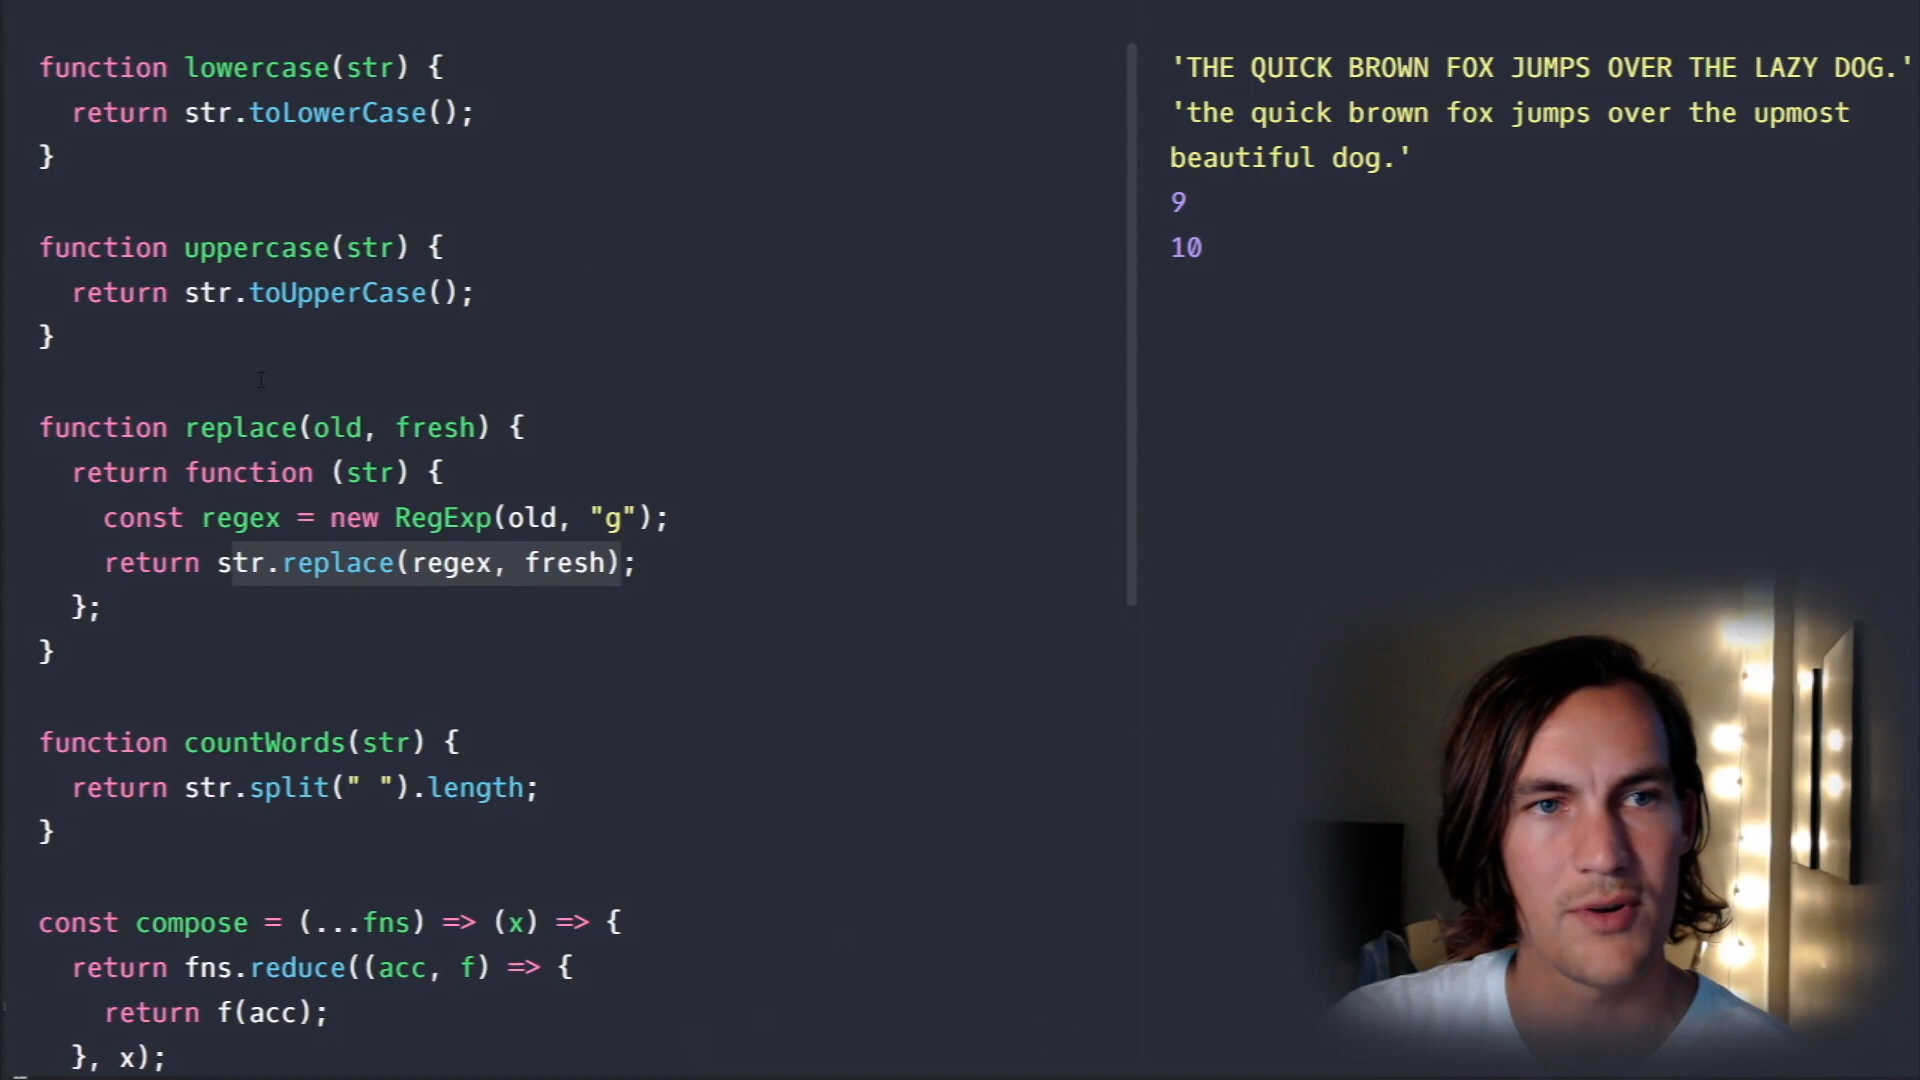 function lowercase(str) {
  return str.toLowerCase();
}
function uppercase(str) {
  return str.toUpperCase();
}
function replace(old, fresh) {
  return function (str) {
    const regex = new RegExp(old, "g");
    return str.replace(regex, fresh);
  };
}
function countWords(str) {
  return str.split(" ").length;
}
const compose = (...fns) => (x) => {
  return fns.reduce((acc, f) => {
    return f(acc);
  }, x);
'THE QUICK BROWN FOX JUMPS OVER THE LAZY DOG.'
'the quick brown fox jumps over the upmost
beautiful dog.'
9
10